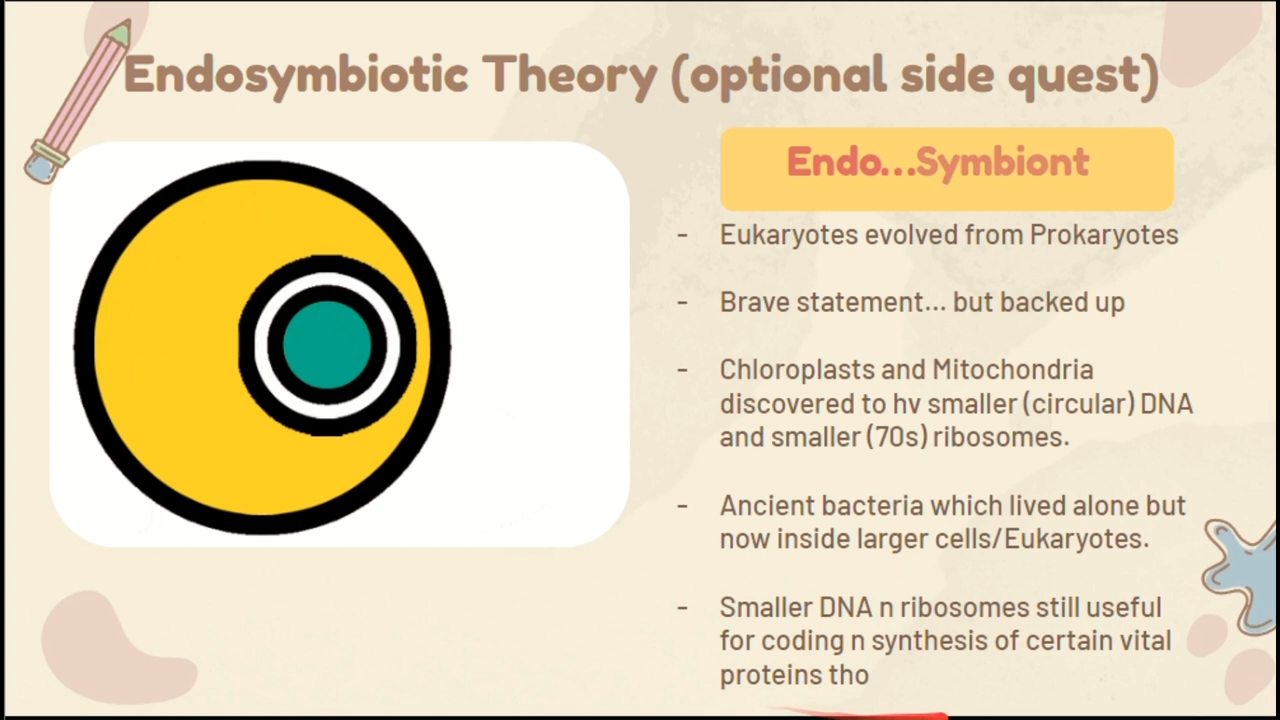 Endosymbiotic Theory (optional side quest)
Endo...Symbiont
- Eukaryotes evolved from Prokaryotes
- Brave statement... but backed up
- Chloroplasts and Mitochondria
discovered to hv smaller (circular) DNA
and smaller (70s) ribosomes.
- Ancient bacteria which lived alone but
now inside larger cells/Eukaryotes.
- Smaller DNA n ribosomes still useful
for coding n synthesis of certain vital
proteins tho